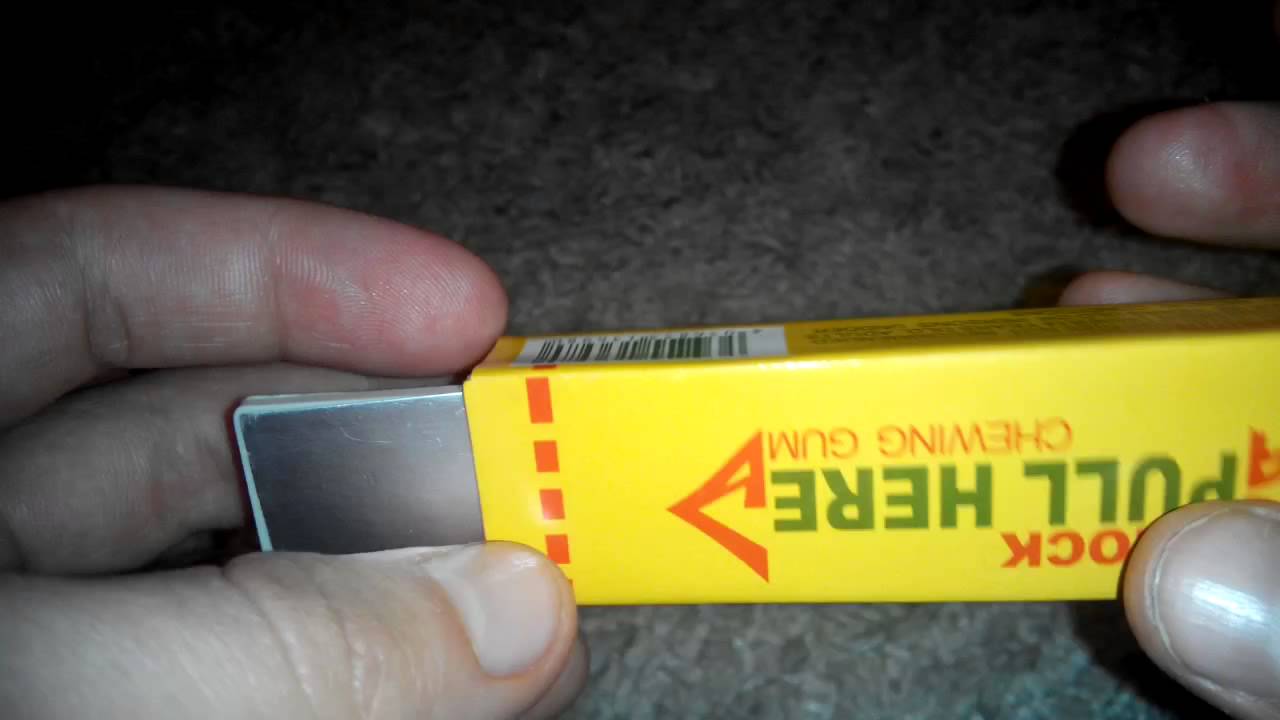 OCK
PULL HERE
CHEWING GUM